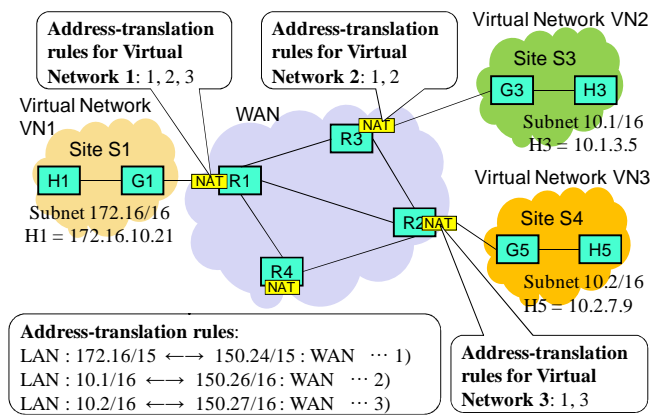 Address-translation
rules for Virtual
Network 1: 1, 2, 3
Address-translation
rules for Virtual
Network 2: 1, 2
Virtual Network VN2
Site S3
G3
H3
Subnet 10.1/16
H3 = 10.1.3.5
Virtual Network
VN1
Site S1
H1
G1
Subnet 172.16/16
H1 = 172.16.10.21
WAN
NAT
R1
R3
NAT
R2
NAT
R4
NAT
Virtual Network VN3
Site S4
G5
H5
Subnet 10.2/16
H5 = 10.2.7.9
Address-translation rules:
LAN : 172.16/15 ←→ 150.24/15 : WAN ··· 1)
LAN : 10.1/16 ←→ 150.26/16 : WAN ··· 2)
LAN : 10.2/16 ←→ 150.27/16 : WAN ··· 3)
Address-translation
rules for Virtual
Network 3: 1, 3